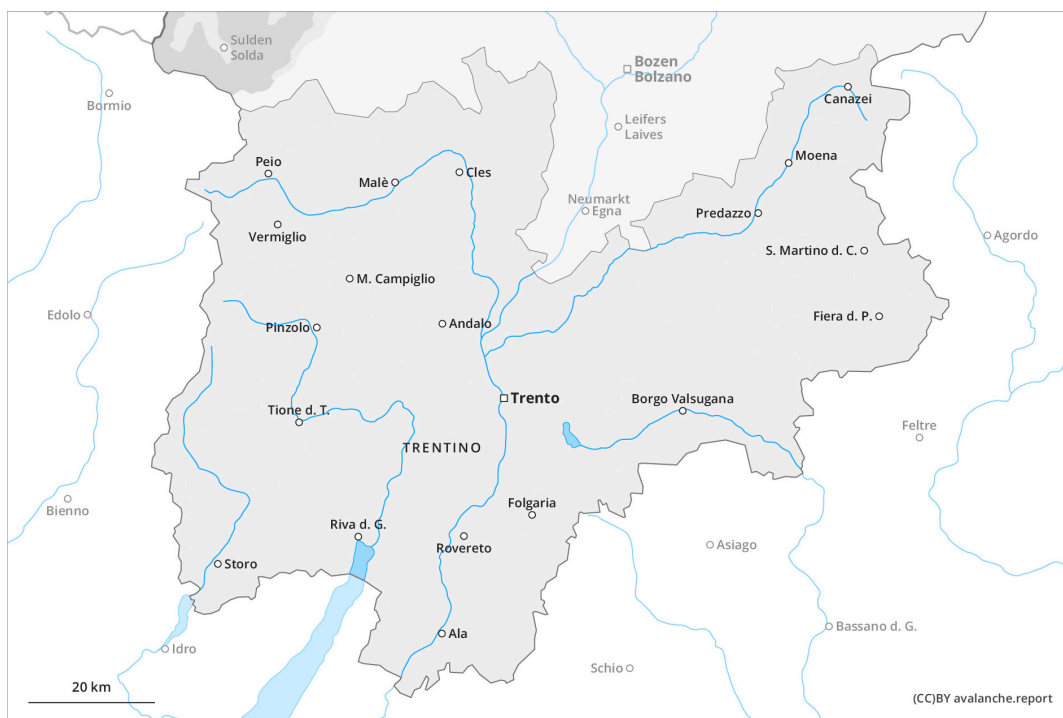 Sulden
Solda
Bozen
Bolzano
Bormio
Canazei
Leifers
Laives
Moena
Peio
Malè
Cles
Neumarkt
Egna
Predazzo
Vermiglio
S. Martino d. C.
Agordo
M. Campiglio
Edolo
Pinzolo
Andalo
Fiera d. P.
Trento
Borgo Valsugana
Tione d. T.
Feltre
TRENTINO
Bienno
Folgaria
Riva d. G.
Rovereto
Asiago
Storo
Ala
Bassano d. G.
Idro
Schio
20 km
(CC)BY avalanche.report